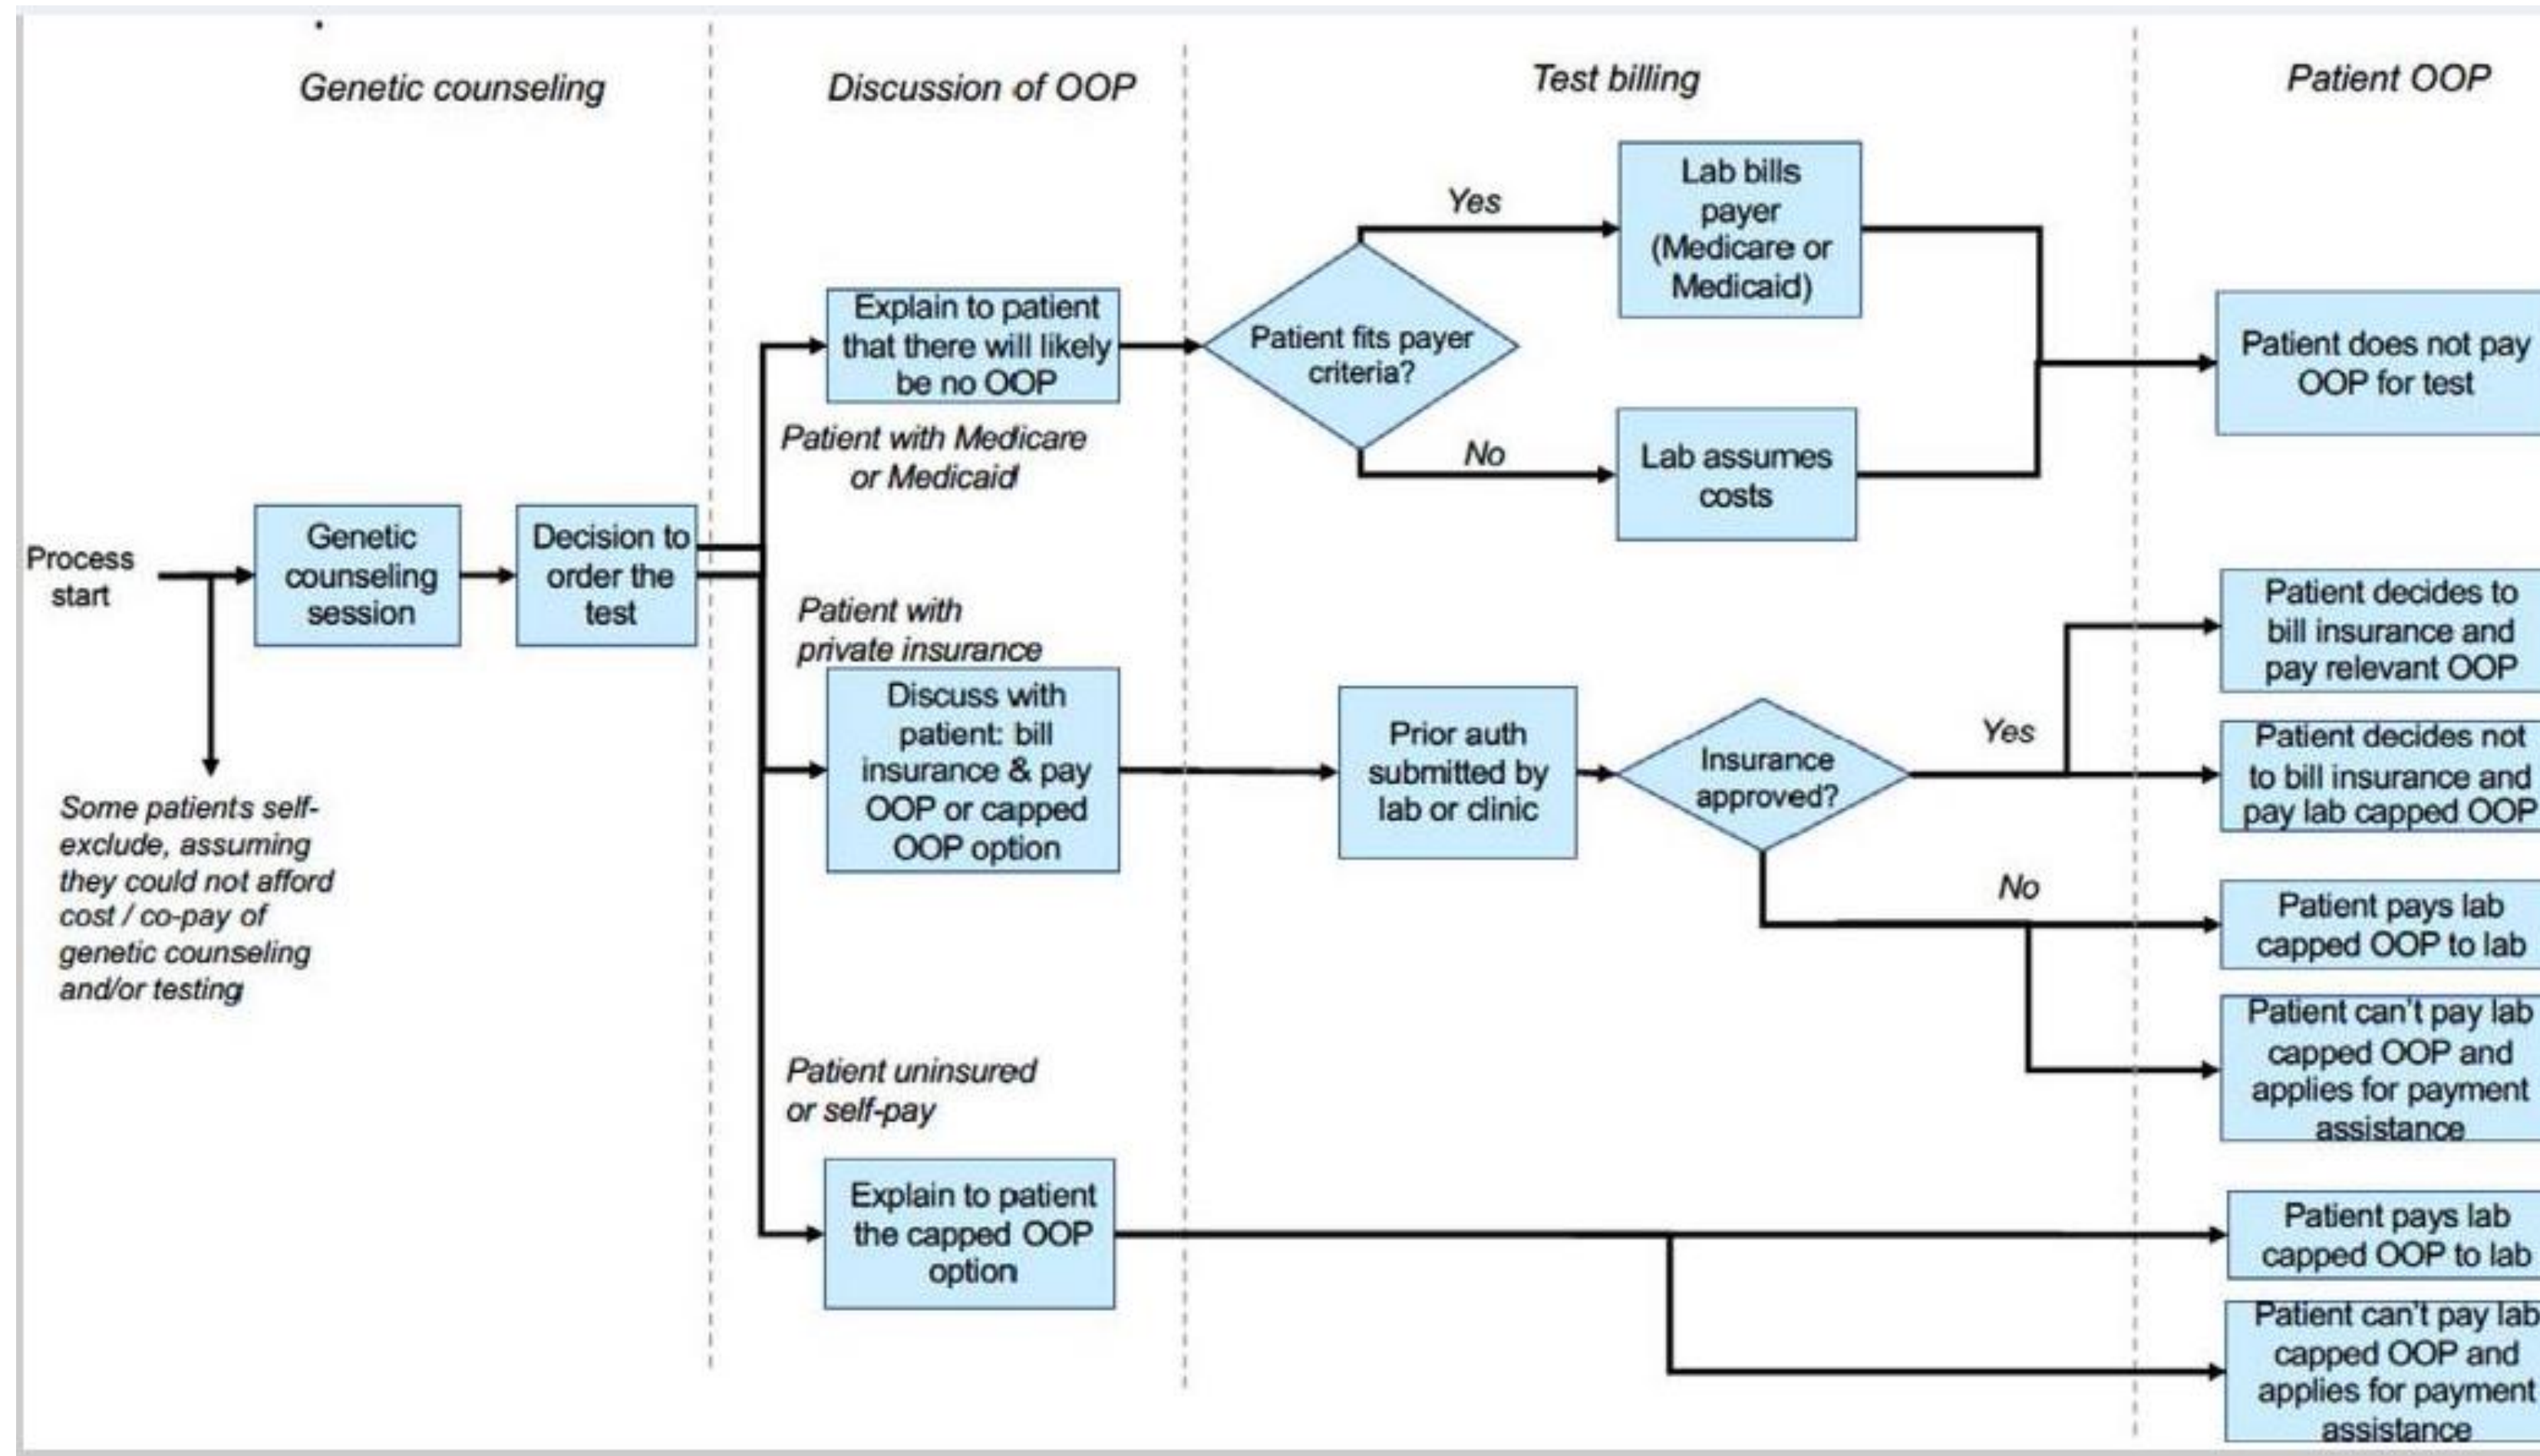 Genetic counseling
Discussion of OOP
Test billing
Patient OOP
Process
start
Some patients self-
exclude, assuming
they could not afford
cost / co-pay of
genetic counseling
and/or testing
Genetic
counseling
session
Decision to
order the
test
Explain to patient
that there will likely
be no OOP
Patient with Medicare
or Medicaid
Patient with
private insurance
Discuss with
patient: bill
insurance & pay
OOP or capped
OOP option
Patient uninsured
or self-pay
Explain to patient
the capped OOP
option
Patient fits payer
criteria?
Yes
Lab bills
payer
(Medicare or
Medicaid)
No
Lab assumes
costs
Prior auth
submitted by
lab or clinic
Insurance
approved?
Yes
No
Patient does not pay
OOP for test
Patient decides to
bill insurance and
pay relevant OOP
Patient decides not
to bill insurance and
pay lab capped OOP
Patient pays lab
capped OOP to lab
Patient can't pay lab
capped OOP and
applies for payment
assistance
Patient pays lab
capped OOP to lab
Patient can't pay lab
capped OOP and
applies for payment
assistance